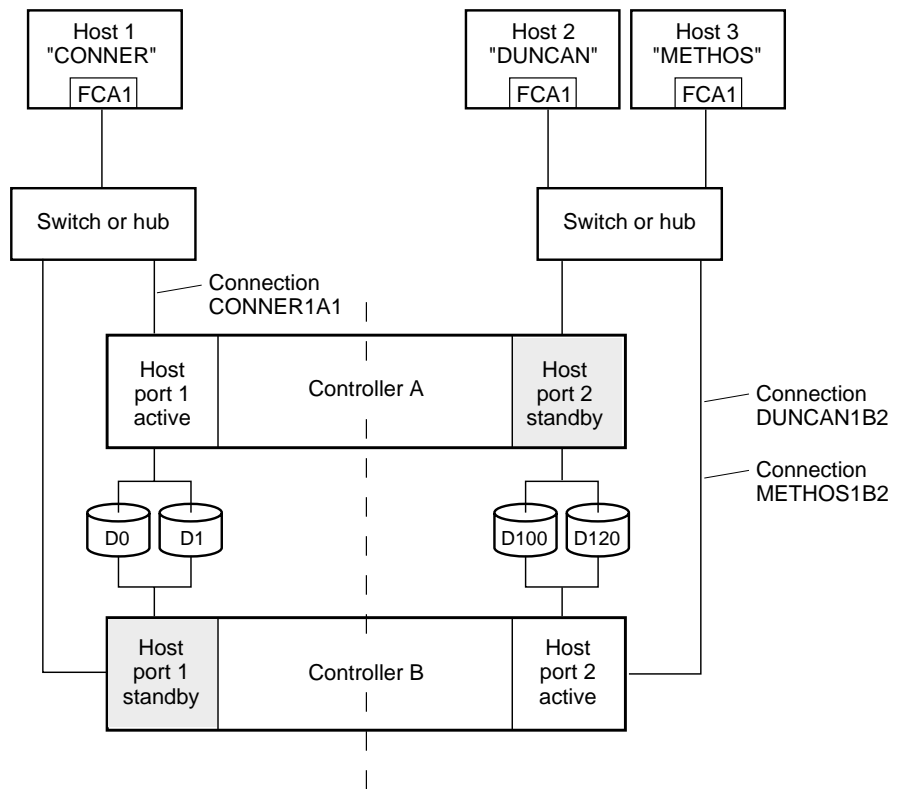 Host 1
"CONNER"
FCA1
Host 2
"DUNCAN"
FCA1
Host 3
"METHOS"
FCA1
Switch or hub
Switch or hub
Connection
CONNER1A1
Host
port 1
active
Controller A
Host
port 2
standby
Connection
DUNCAN1B2
Connection
METHOS1B2
D0
D1
D100
D120
Host
port 1
standby
Controller B
Host
port 2
active